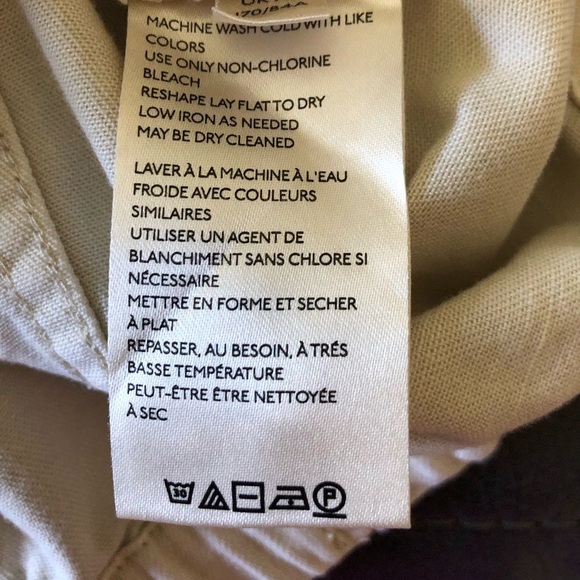 170/84A
MACHINE WASH COLD WITH LIKE
COLORS
USE ONLY NON-CHLORINE
BLEACH
RESHAPE LAY FLAT TO DRY
LOW IRON AS NEEDED
MAY BE DRY CLEANED
LAVER À LA MACHINE À L'EAU
FROIDE AVEC COULEURS
SIMILAIRES
UTILISER UN AGENT DE
BLANCHIMENT SANS CHLORE SI
NÉCESSAIRE
METTRE EN FORME ET SECHER
À PLAT
REPASSER, AU BESOIN, À TRÉS
BASSE TEMPÉRATURE
PEUT-ÊTRE ÊTRE NETTOYÉE
À SEC
30 P